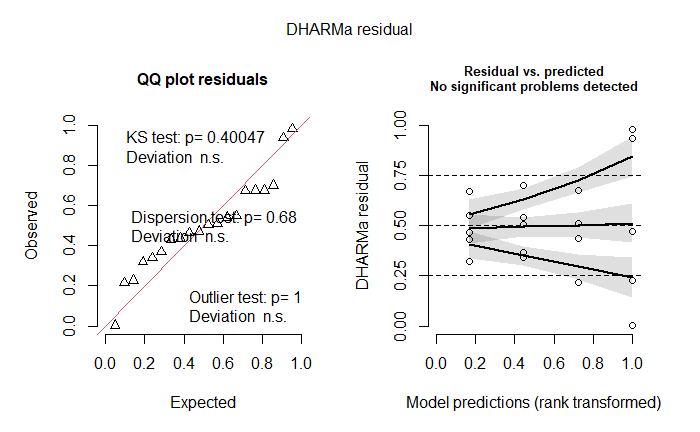 DHARMa residual
QQ plot residuals
KS test: p= 0.40047
Deviation n.s.
Dispersion test: p= 0.68
Deviation n.s.
Outlier test: p= 1
Deviation n.s.
Observed
0.0 0.2 0.4 0.6 0.8 1.0
0.0 0.2 0.4 0.6 0.8 1.0
Expected
Residual vs. predicted
No significant problems detected
DHARMa residual
0.00 0.25 0.50 0.75 1.00
0.0 0.2 0.4 0.6 0.8 1.0
Model predictions (rank transformed)